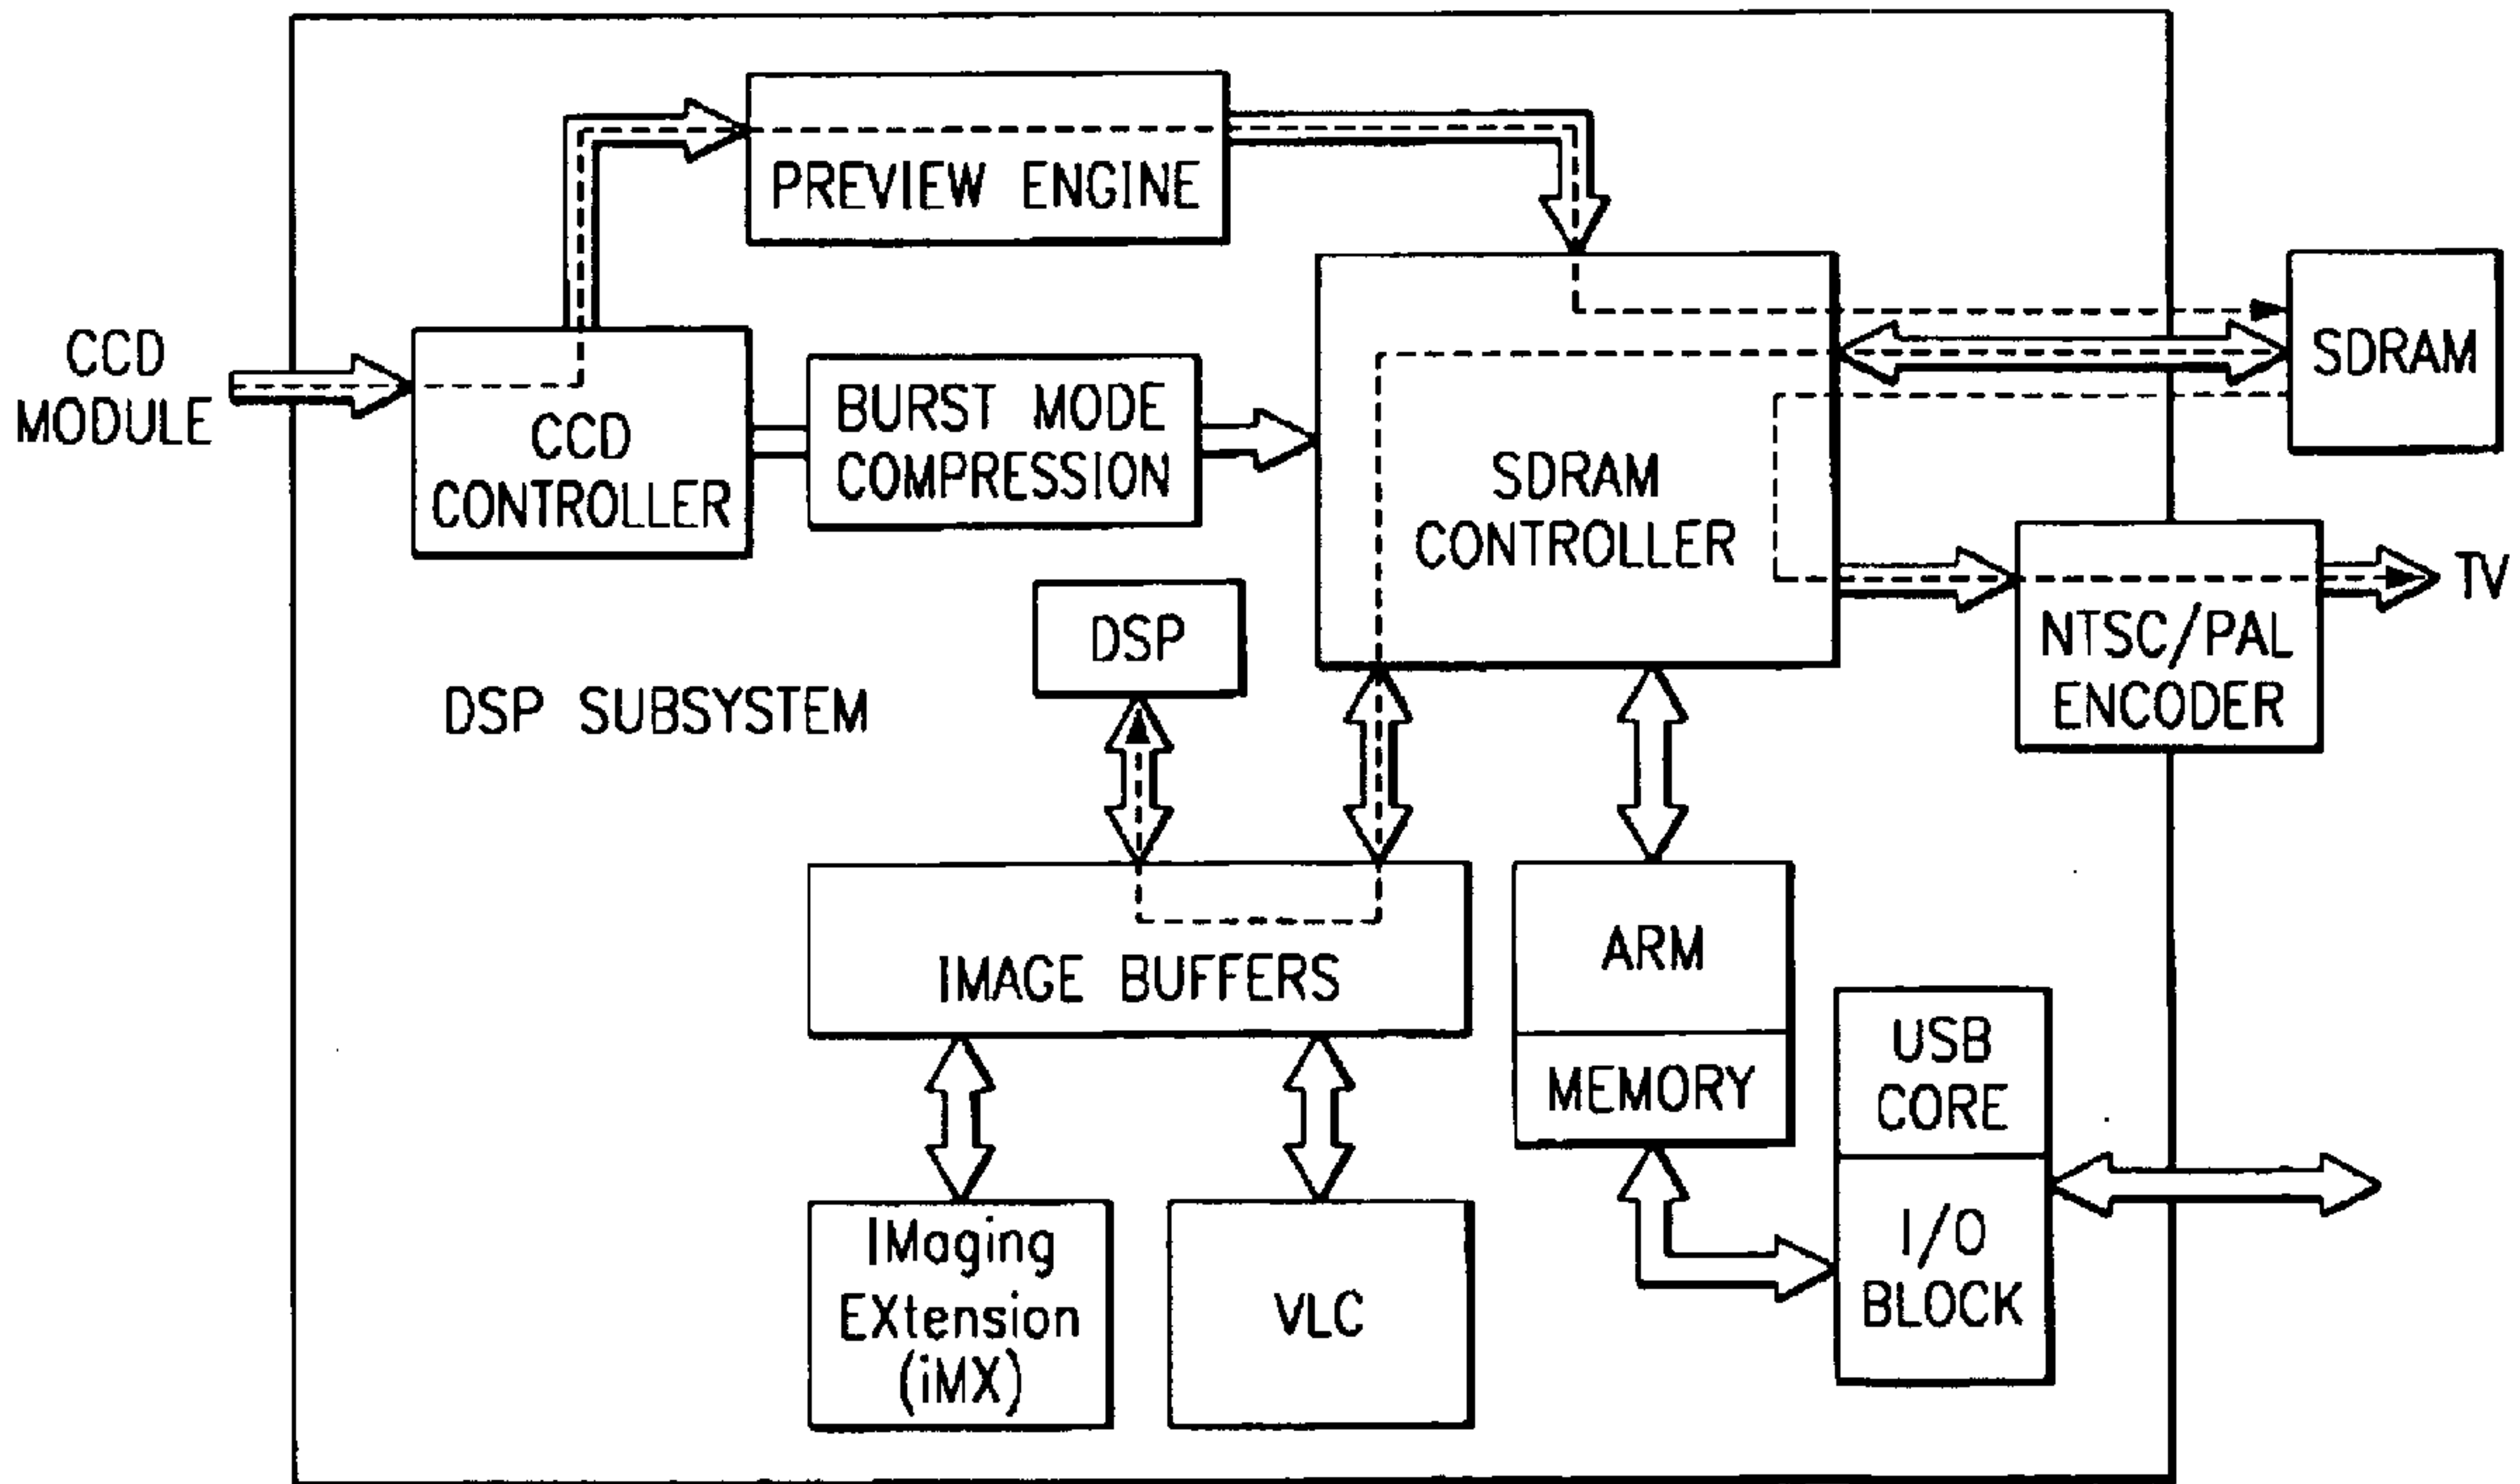 PREVIEW ENGINE
CCD
MODULE
CCD
CONTROLLER
BURST MODE
COMPRESSION
SDRAM
CONTROLLER
SDRAM
NTSC/PAL
ENCODER
TV
DSP
DSP SUBSYSTEM
IMAGE BUFFERS
ARM
MEMORY
USB
CORE
I/O
BLOCK
IMaging
EXtension
(iMX)
VLC